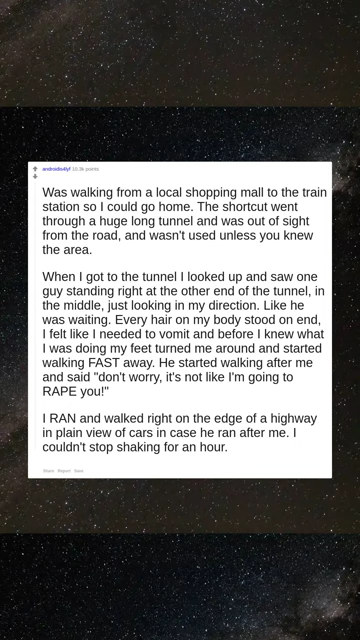 androidis4lyf 10.3k points
Was walking from a local shopping mall to the train
station so I could go home. The shortcut went
through a huge long tunnel and was out of sight
from the road, and wasn't used unless you knew
the area.
When I got to the tunnel I looked up and saw one
guy standing right at the other end of the tunnel, in
the middle, just looking in my direction. Like he
was waiting. Every hair on my body stood on end,
I felt like I needed to vomit and before I knew what
I was doing my feet turned me around and started
walking FAST away. He started walking after me
and said "don't worry, it's not like I'm going to
RAPE you!"
I RAN and walked right on the edge of a highway
in plain view of cars in case he ran after me. I
couldn't stop shaking for an hour.
Share Report Save